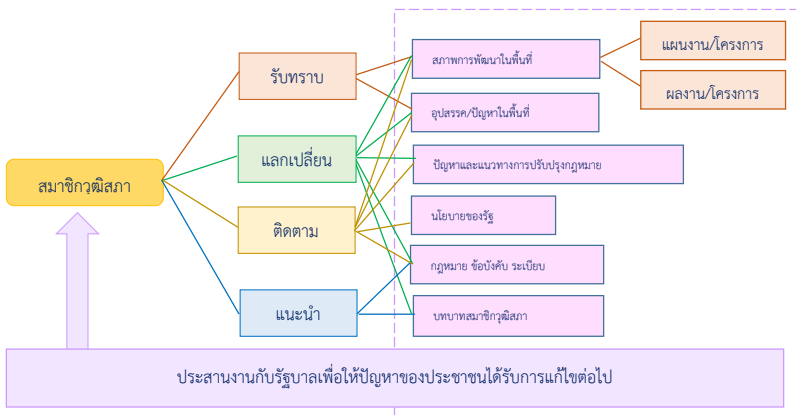 สมาชิกวุฒิสภา
รับทราบ
แลกเปลี่ยน
ติดตาม
แนะนำ
สภาพการพัฒนาในพื้นที่
อุปสรรค/ปัญหาในพื้นที่
ปัญหาและแนวทางการปรับปรุงกฎหมาย
นโยบายของรัฐ
กฎหมาย ข้อบังคับ ระเบียบ
บทบาทสมาชิกวุฒิสภา
แผนงาน/โครงการ
ผลงาน/โครงการ
ประสานงานกับรัฐบาลเพื่อให้ปัญหาของประชาชนได้รับการแก้ไขต่อไป